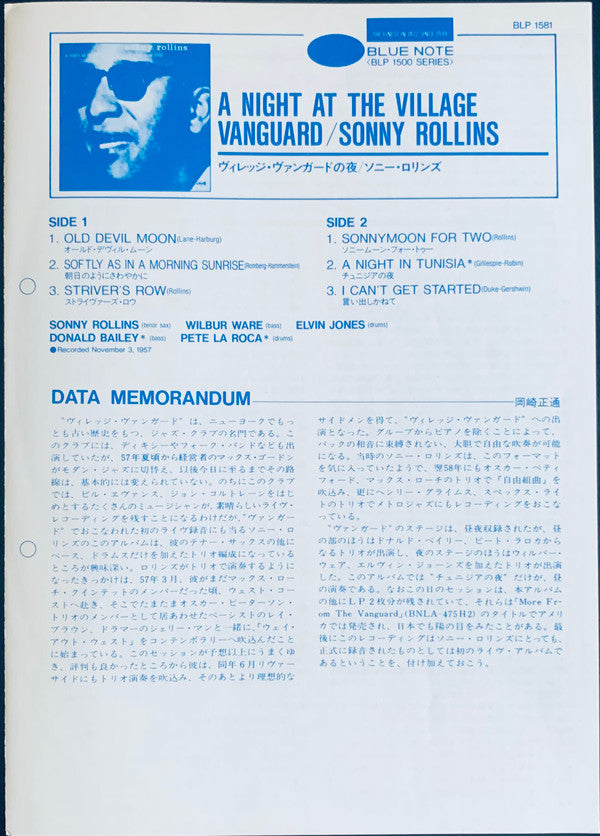 BLP 1581
THE FINEST IN JAZZ SINCE 1939
BLUE NOTE
〈BLP 1500 SERIES〉
sonny rollins
A NIGHT AT THE VILLAGE
VANGUARD/SONNY ROLLINS
ヴィレッジ・ヴァンガードの夜/ソニー・ロリンズ
SIDE 1
1. OLD DEVIL MOON(Lane-Harburg)
オールド・デヴィル・ムーン
2. SOFTLY AS IN A MORNING SUNRISE(Romberg-Hammerstein)
朝日のようにさわやかに
3. STRIVER'S ROW(Rollins)
ストライヴァーズ・ロウ
SIDE 2
1. SONNYMOON FOR TWO(Rollins)
ソニームーン・フォー・トゥー
2. A NIGHT IN TUNISIA*(Gillespie-Robin)
チュニジアの夜
3. I CAN'T GET STARTED(Duke-Gershwin)
言い出しかねて
SONNY ROLLINS (tenor sax) WILBUR WARE (bass) ELVIN JONES (drums)
DONALD BAILEY* (bass) PETE LA ROCA* (drums)
●Recorded November 3, 1957
DATA MEMORANDUM
岡崎正通
“ヴィレッジ・ヴァンガード”は、ニューヨークでもっ
とも古い歴史をもつ、ジャズ・クラブの名門である。こ
のクラブには、ディキシーやフォーク・バンドなども出
演していたが、57年夏頃から経営者のマックス・ゴードン
がモダン・ジャズに切替え、以後今日に至るまでその路
線は、基本的には変えられていない。のちにこのクラブ
では、ビル・エヴァンス、ジョン・コルトレーンをはじ
めとするたくさんのミュージシャンが、素晴らしいライヴ・
レコーディングを残すことになるわけだが、“ヴァンガー
ド”でおこなわれた初のライヴ録音にも当るソニー・ロ
リンズのこのアルバムは、彼のテナー・サックスの他に
ベース、ドラムスだけを加えたトリオ編成になっている
ところが興味深い。ロリンズがトリオで演奏するように
なったきっかけは、57年3月、彼がまだマックス・ロー
チ・クインテットのメンバーだった頃、ウェスト・コー
ストへ赴き、そこでたまたまオスカー・ピーターソン・
トリオのメンバーとして居あわせたベーシストのレイ・
ブラウン、ドラマーのシェリー・マンと一緒に、「ウェイ・
アウト・ウェスト」をコンテンポラリーへ吹込んだこと
に始まっている。このセッションが予想以上にうまくゆ
き、評判も良かったところから彼は、同年6月リヴァー
サイドにもトリオ演奏を吹込み、そのあとより理想的な
サイドメンを得て、“ヴィレッジ・ヴァンガード”への出
演となった。グループからピアノを除くことによって、
バックの和音に束縛されない、大胆で自由な吹奏が可能
になる。当時のソニー・ロリンズは、このフォーマット
を気に入っていたようで、翌58年にもオスカー・ペティ
フォード、マックス・ローチのトリオで「自由組曲」を
吹込み、更にヘンリー・グライムス、スペックス・ライ
トのトリオでメトロジャズにもレコーディングをおこな
っている。
“ヴァンガード”のステージは、昼夜収録されたが、昼
の部のほうはドナルド・ベイリー、ピート・ラロカから
なるトリオが出演し、夜のステージのほうはウィルバー・
ウェア、エルヴィン・ジョーンズを加えたトリオが出演し
た。このアルバムでは“チュニジアの夜”だけが、昼
の演奏である。なおこの日のセッションは、本アルバム
の他にLP2枚分が残されていて、それらは「More Fr-
om The Vanguard」(BNLA 475H2)のタイトルでアメリ
カでは発売され、日本でも陽の目をみたことがある。最
後にこのレコーディングはソニー・ロリンズにとっても、
正式に録音されたものとしては初のライヴ・アルバムで
あるということを、付け加えておこう。